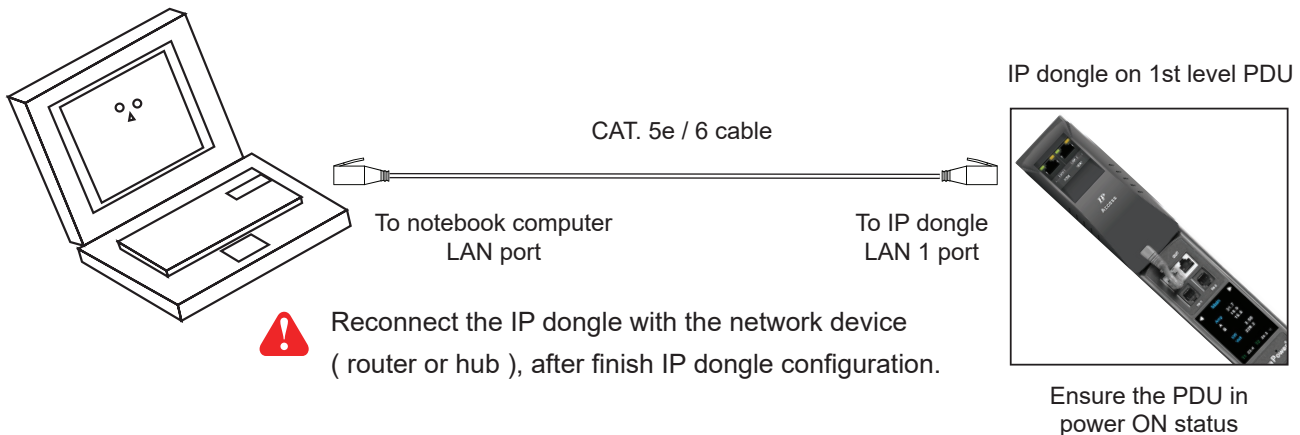 IP dongle on 1st level PDU
CAT. 5e / 6 cable
To notebook computer
LAN port
To IP dongle
LAN 1 port
IP
Access
Reconnect the IP dongle with the network device
( router or hub ), after finish IP dongle configuration.
Ensure the PDU in
power ON status